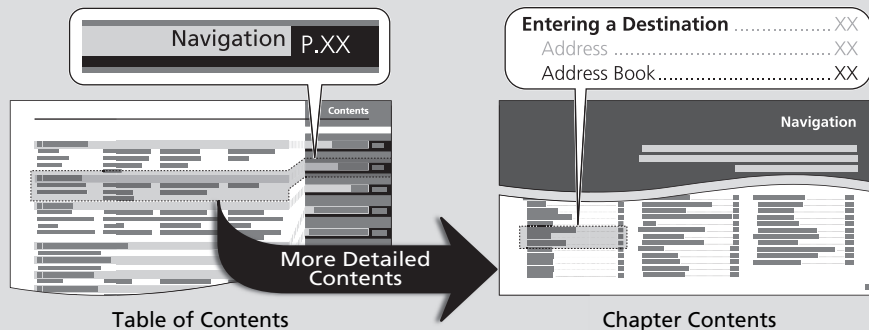 Navigation P.XX
Entering a Destination ............... XX
Address ............... XX
Address Book ............... XX
Contents
Navigation
More Detailed
Contents
Table of Contents
Chapter Contents